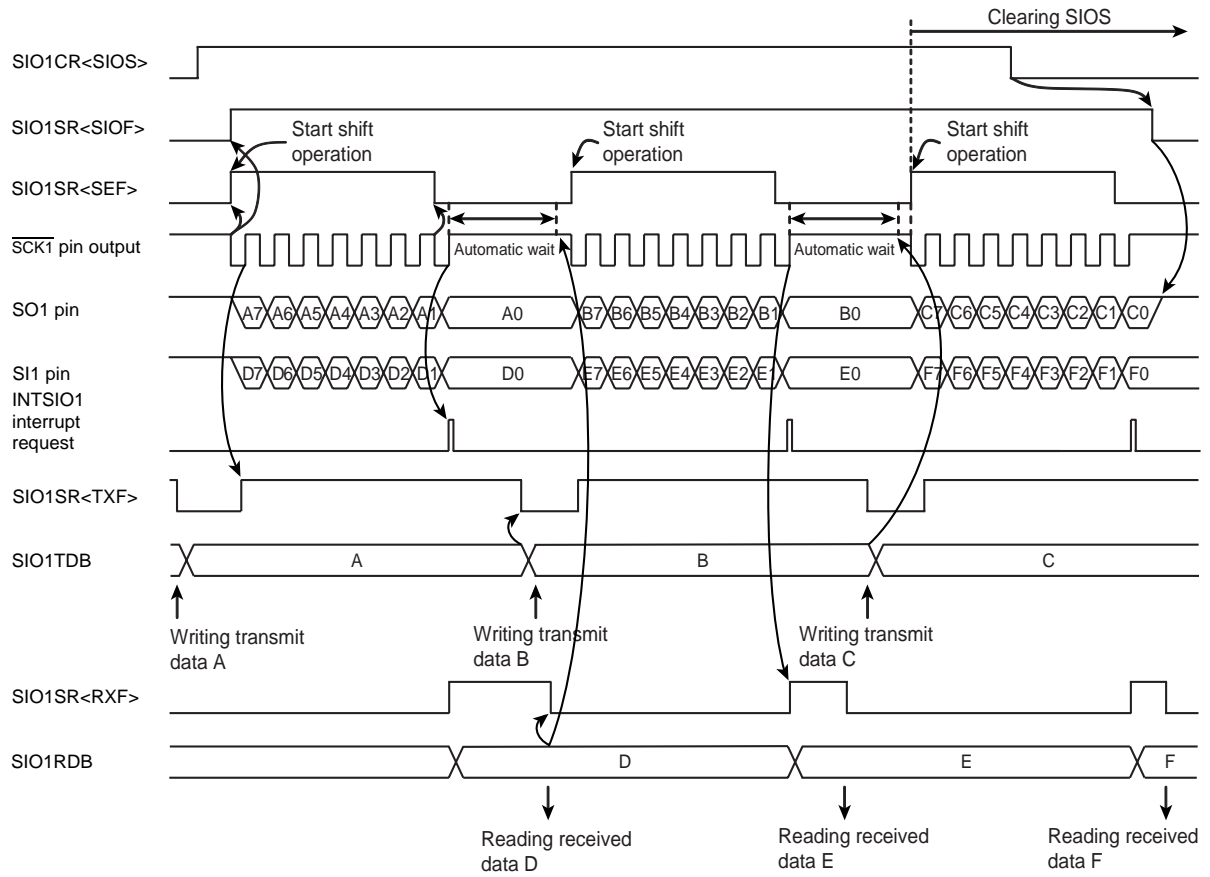 Clearing SIOS
SIO1CR<SIOS>
SIO1SR<SIOF>
Start shift
operation
Start shift
operation
Start shift
operation
SIO1SR<SEF>
SCK1 pin output
Automatic wait
Automatic wait
SO1 pin
A7 A6 A5 A4 A3 A2 A1 A0 B7 B6 B5 B4 B3 B2 B1 B0 C7 C6 C5 C4 C3 C2 C1 C0
SI1 pin
D7 D6 D5 D4 D3 D2 D1 D0 E7 E6 E5 E4 E3 E2 E1 E0 F7 F6 F5 F4 F3 F2 F1 F0
INTSIO1
interrupt
request
SIO1SR<TXF>
SIO1TDB
A B C
Writing transmit
data A
Writing transmit
data B
Writing transmit
data C
SIO1SR<RXF>
SIO1RDB
D E F
Reading received
data D
Reading received
data E
Reading received
data F